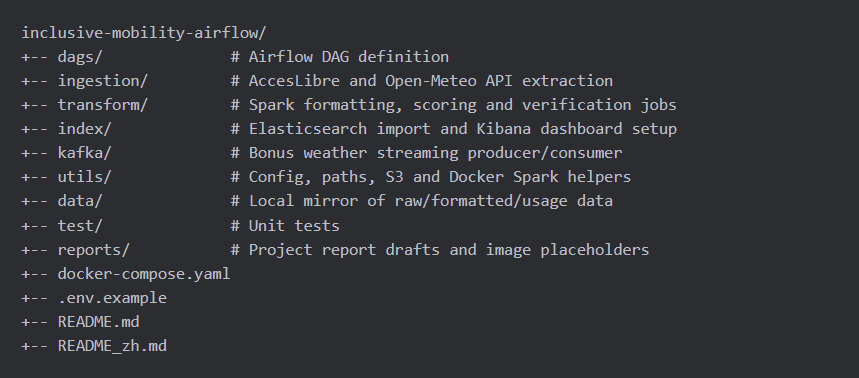 inclusive-mobility-airflow/
+-- dags/              # Airflow DAG definition
+-- ingestion/         # AccesLibre and Open-Meteo API extraction
+-- transform/         # Spark formatting, scoring and verification jobs
+-- index/             # Elasticsearch import and Kibana dashboard setup
+-- kafka/             # Bonus weather streaming producer/consumer
+-- utils/             # Config, paths, S3 and Docker Spark helpers
+-- data/              # Local mirror of raw/formatted/usage data
+-- test/              # Unit tests
+-- reports/           # Project report drafts and image placeholders
+-- docker-compose.yaml
+-- .env.example
+-- README.md
+-- README_zh.md